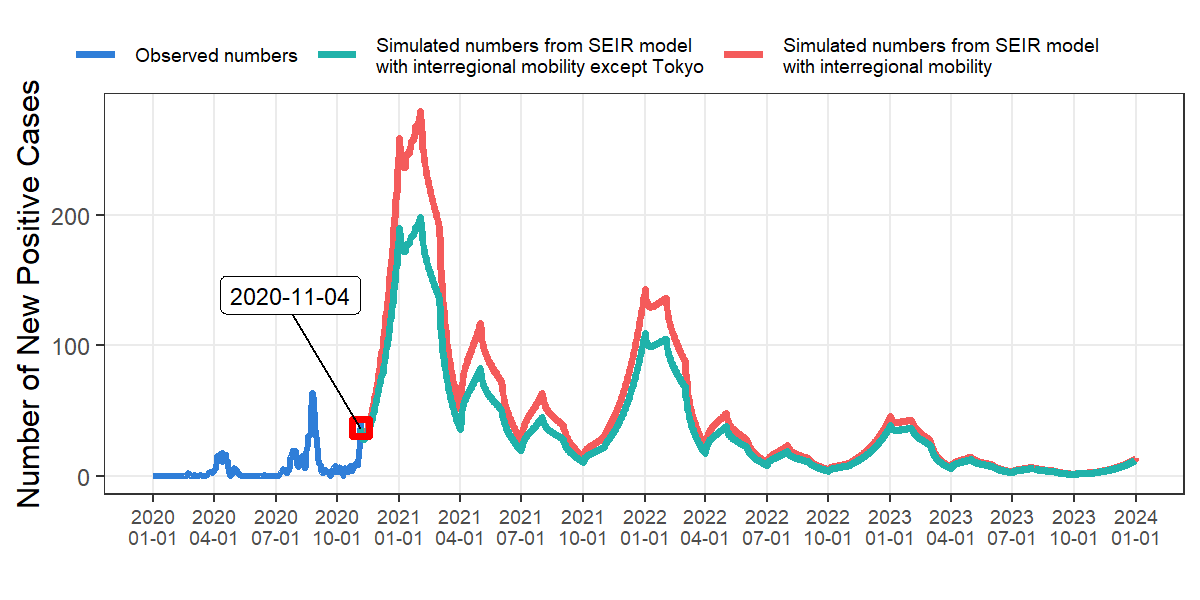 Observed numbers
Simulated numbers from SEIR model
with interregional mobility except Tokyo
Simulated numbers from SEIR model
with interregional mobility
Number of New Positive Cases
200
100
0
2020-11-04
2020 2020 2020 2020 2021 2021 2021 2021 2022 2022 2022 2022 2023 2023 2023 2023 2024
01-01 04-01 07-01 10-01 01-01 04-01 07-01 10-01 01-01 04-01 07-01 10-01 01-01 04-01 07-01 10-01 01-01